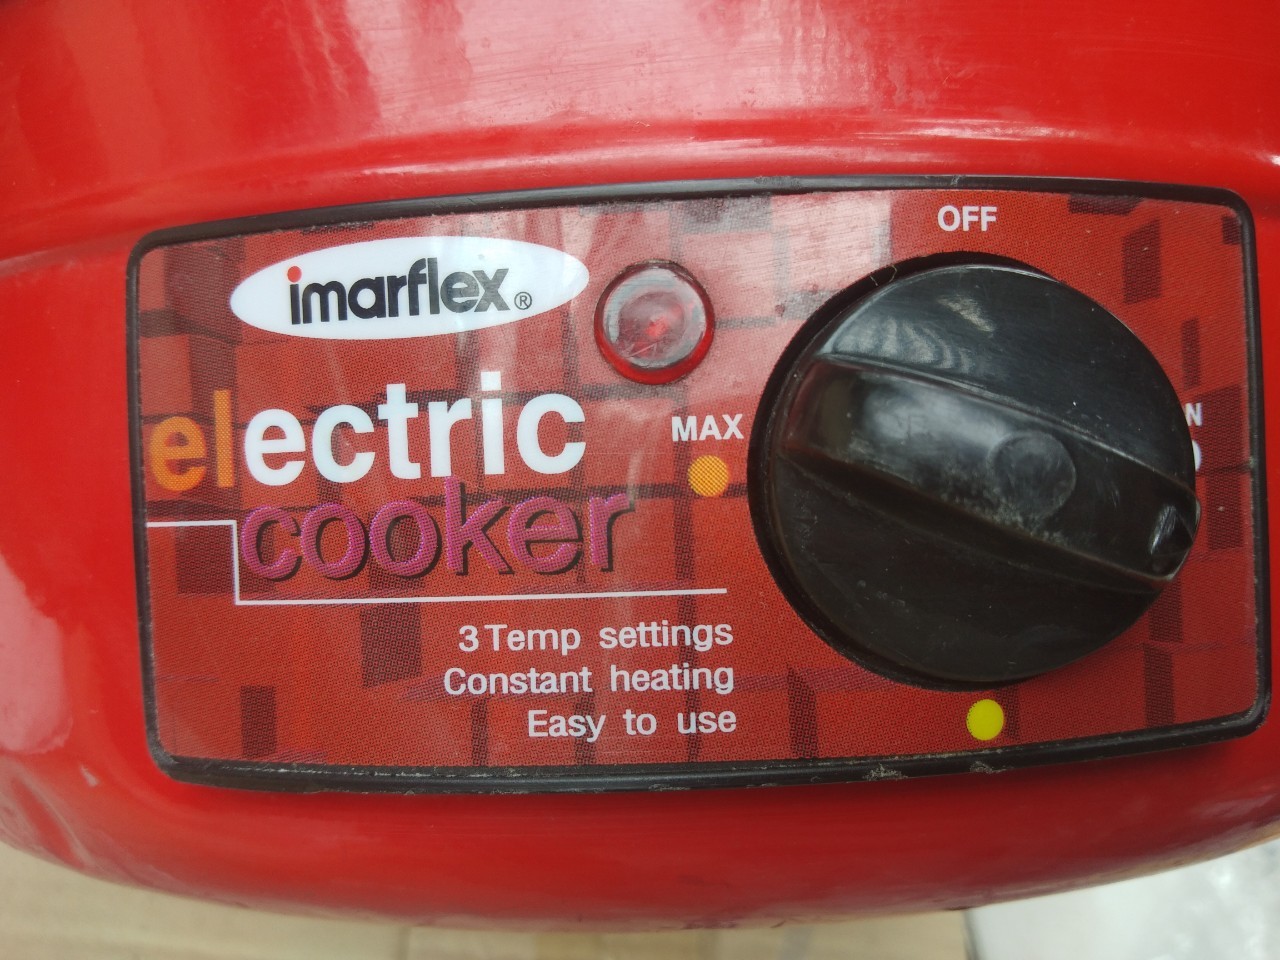 OFF
imarflex®
MAX
N
electric
cooker
3 Temp settings
Constant heating
Easy to use